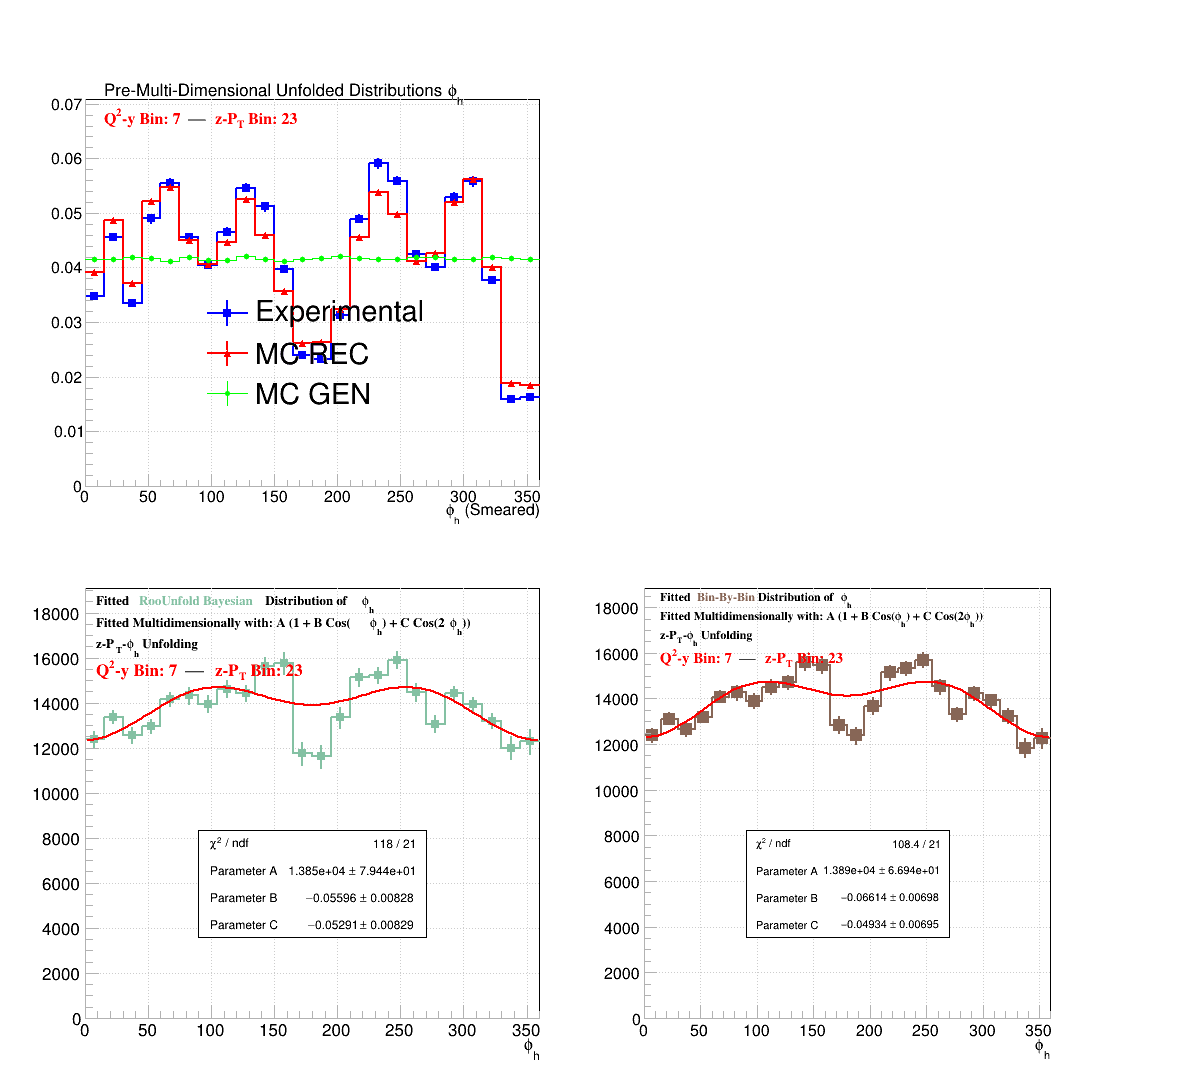 Pre-Multi-Dimensional Unfolded Distributions ϕh
Q2-y Bin: 7 — z-PT Bin: 23
0.07
0.06
0.05
0.04
0.03
0.02
0.01
0
Experimental
MC REC
MC GEN
0 50 100 150 200 250 300 350
ϕh (Smeared)
Fitted RooUnfold Bayesian Distribution of ϕh
Fitted Multidimensionally with: A (1 + B Cos( ϕh) + C Cos(2 ϕh))
z-PT-ϕh Unfolding
Q2-y Bin: 7 — z-PT Bin: 23
18000
16000
14000
12000
10000
8000
6000
4000
2000
0
χ2 / ndf 118 / 21
Parameter A 1.385e+04 ± 7.944e+01
Parameter B −0.05596 ± 0.00828
Parameter C −0.05291 ± 0.00829
0 50 100 150 200 250 300 350
ϕh
Fitted Bin-By-Bin Distribution of ϕh
Fitted Multidimensionally with: A (1 + B Cos(ϕh) + C Cos(2ϕh))
z-PT-ϕh Unfolding
Q2-y Bin: 7 — z-PT Bin: 23
18000
16000
14000
12000
10000
8000
6000
4000
2000
0
χ2 / ndf 108.4 / 21
Parameter A 1.389e+04 ± 6.694e+01
Parameter B −0.06614 ± 0.00698
Parameter C −0.04934 ± 0.00695
0 50 100 150 200 250 300 350
ϕh